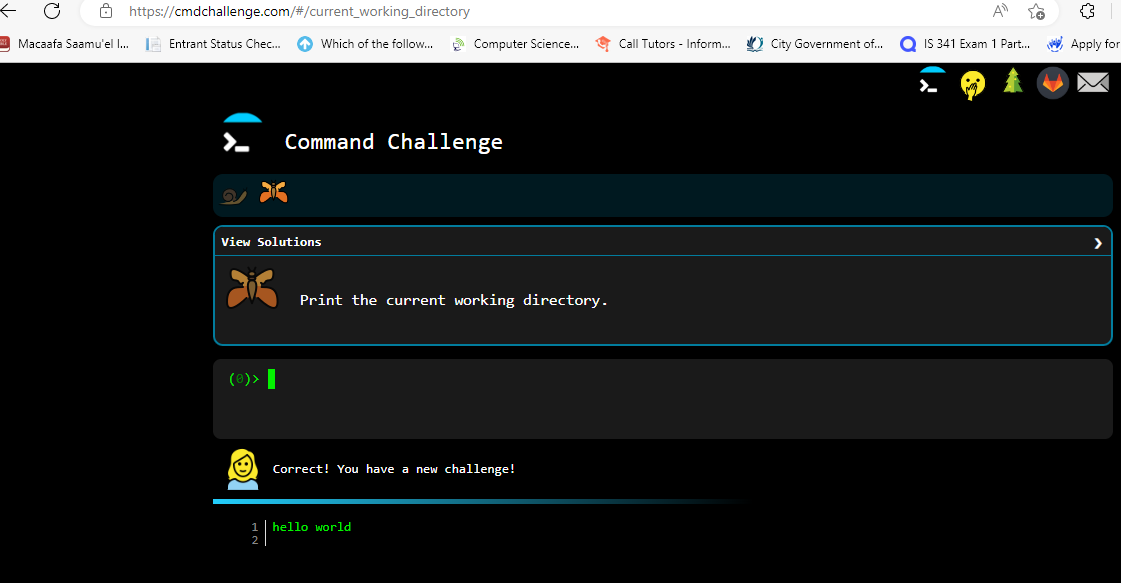 https://cmdchallenge.com/#/current_working_directory
Macaafa Saamu'el I...
Entrant Status Chec...
Which of the follow...
Computer Science...
Call Tutors - Inform...
City Government of...
IS 341 Exam 1 Part...
Apply for
Command Challenge
View Solutions
Print the current working directory.
(0)>
Correct! You have a new challenge!
1 hello world
2